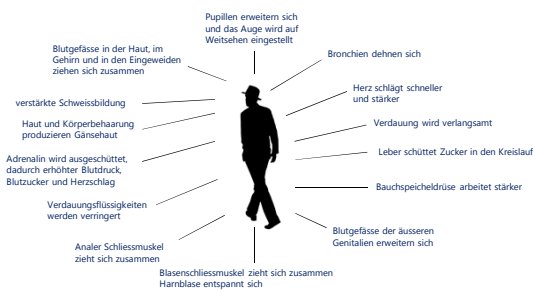 Pupillen erweitern sich
und das Auge wird auf
Weitsehen eingestellt
Blutgefässe in der Haut, im
Gehirn und in den Eingeweiden
ziehen sich zusammen
Bronchien dehnen sich
Herz schlägt schneller
und stärker
verstärkte Schweissbildung
Haut und Körperbehaarung
produzieren Gänsehaut
Verdauung wird verlangsamt
Leber schüttet Zucker in den Kreislauf
Adrenalin wird ausgeschüttet,
dadurch erhöhter Blutdruck,
Blutzucker und Herzschlag
Bauchspeicheldrüse arbeitet stärker
Verdauungsflüssigkeiten
werden verringert
Blutgefässe der äusseren
Genitalien erweitern sich
Analer Schliessmuskel
zieht sich zusammen
Blasenschliessmuskel zieht sich zusammen
Harnblase entspannt sich